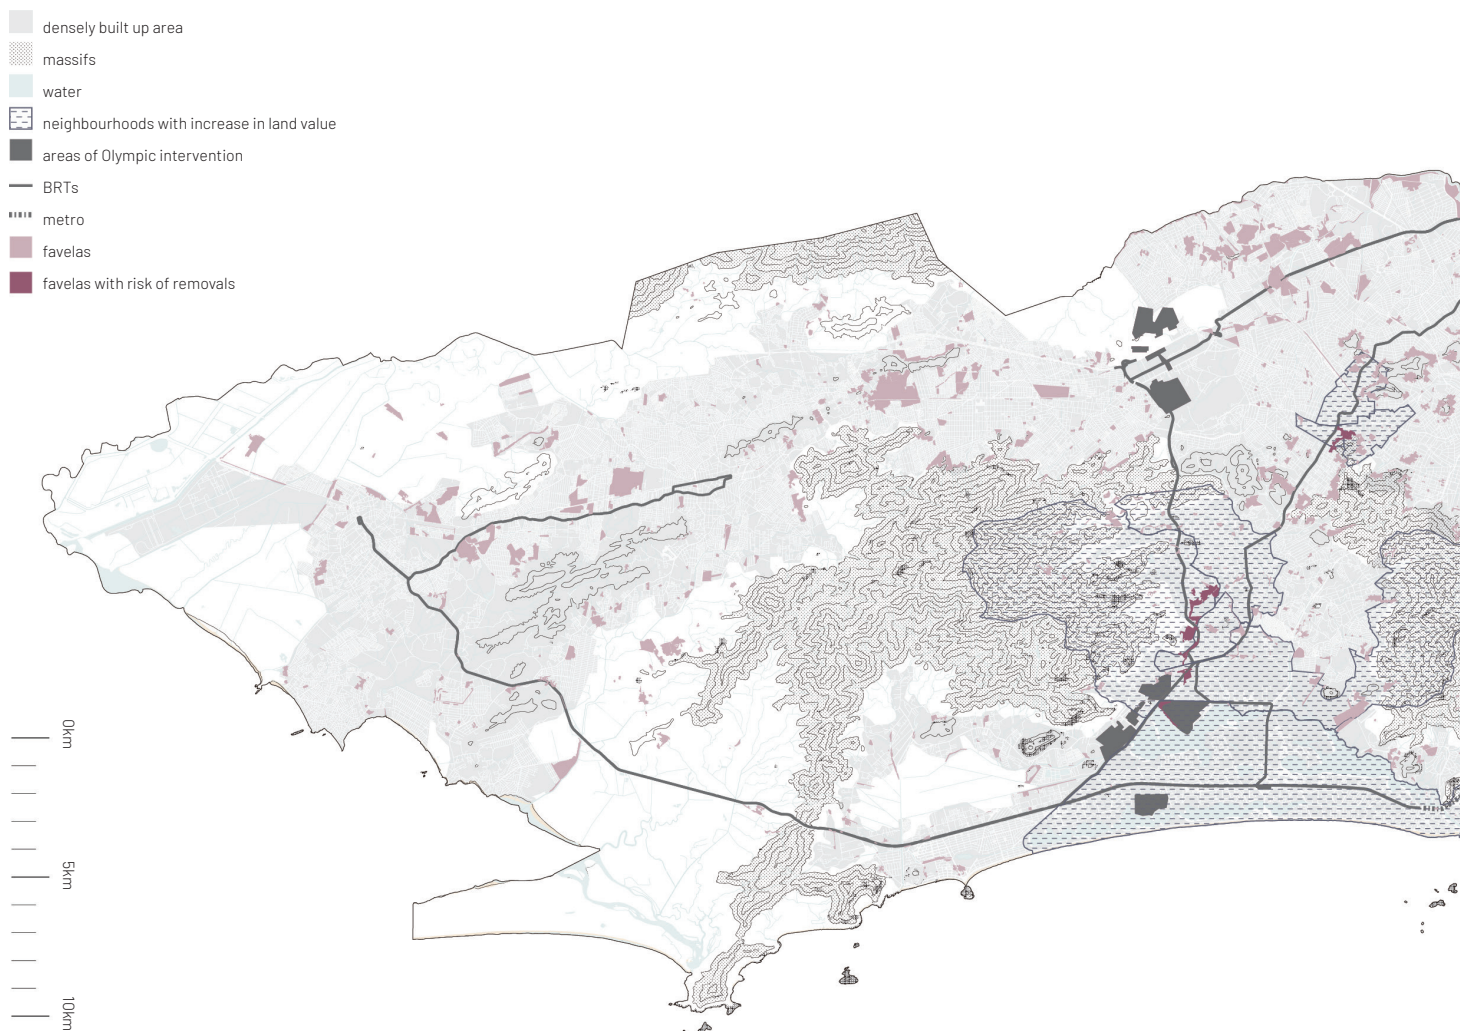 densely built up area
massifs
water
neighbourhoods with increase in land value
areas of Olympic intervention
BRTs
metro
favelas
favelas with risk of removals
0km
5km
10km